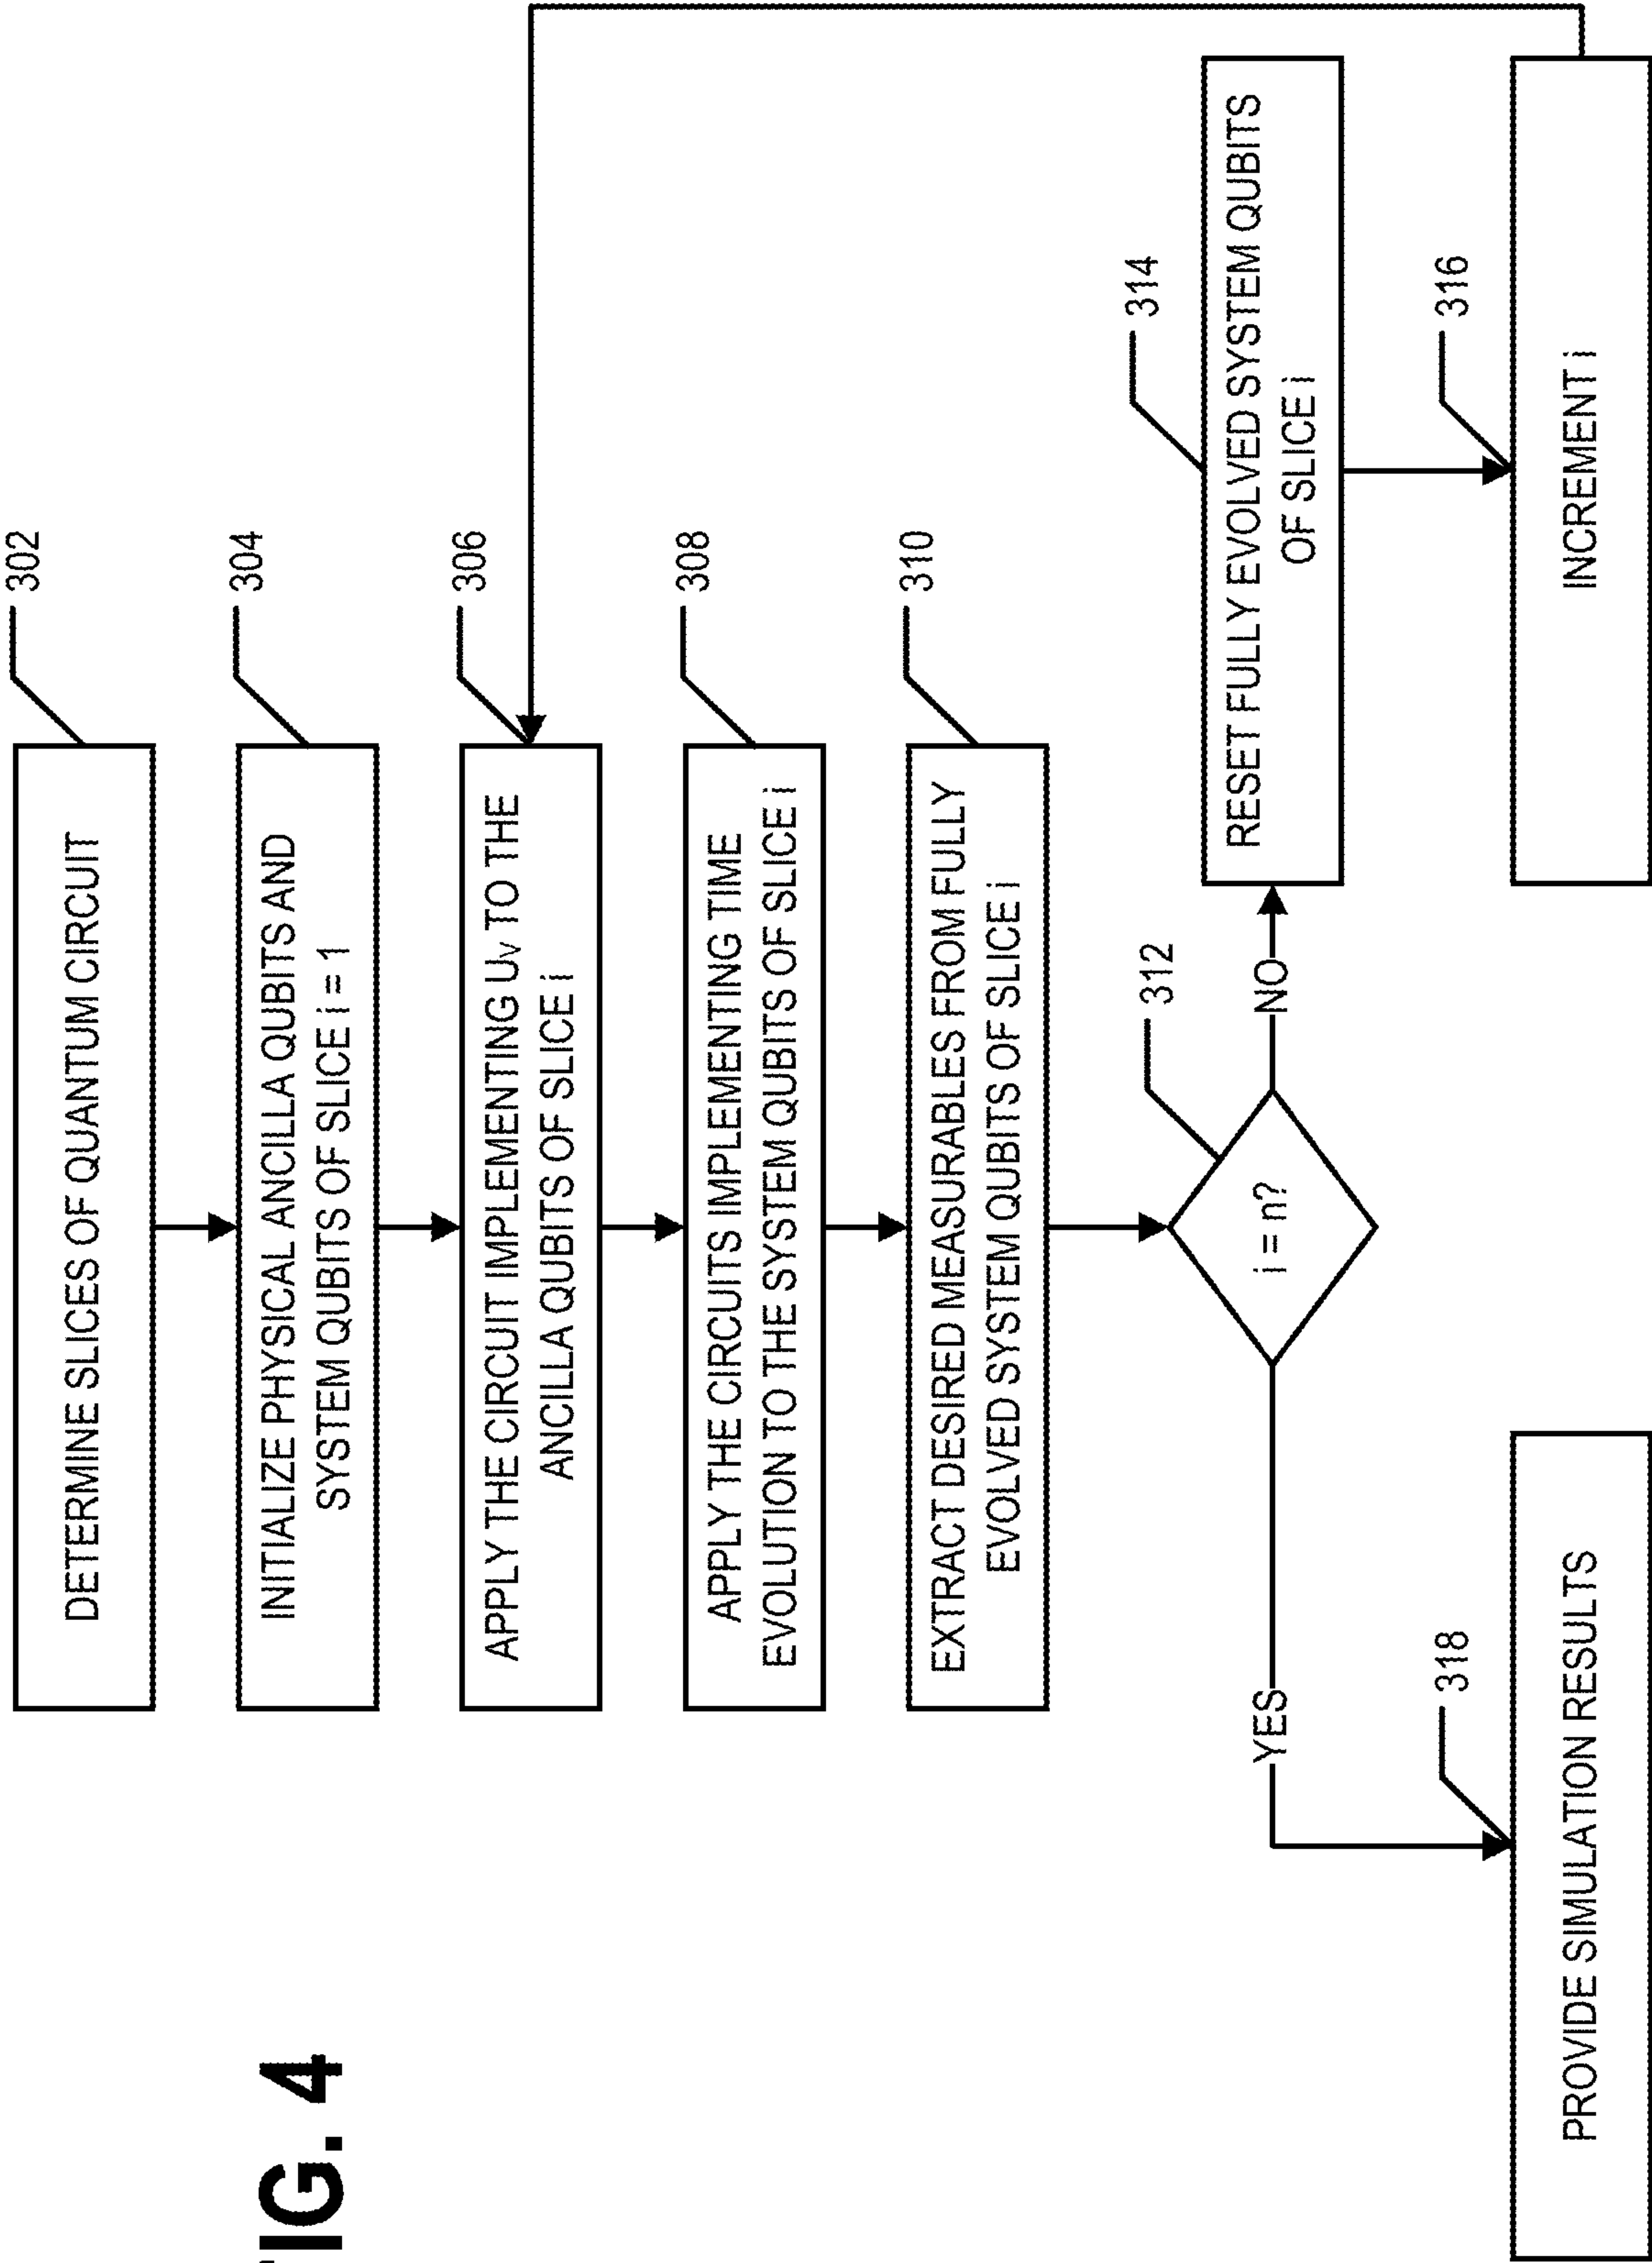 302
DETERMINE SLICES OF QUANTUM CIRCUIT
304
INITIALIZE PHYSICAL ANCILLA QUBITS AND
SYSTEM QUBITS OF SLICE i = 1
306
APPLY THE CIRCUIT IMPLEMENTING UV TO THE
ANCILLA QUBITS OF SLICE i
308
APPLY THE CIRCUITS IMPLEMENTING TIME
EVOLUTION TO THE SYSTEM QUBITS OF SLICE i
310
EXTRACT DESIRED MEASURABLES FROM FULLY
EVOLVED SYSTEM QUBITS OF SLICE i
312
i = n?
NO
YES
314
RESET FULLY EVOLVED SYSTEM QUBITS
OF SLICE i
316
INCREMENT i
318
PROVIDE SIMULATION RESULTS
FIG. 4